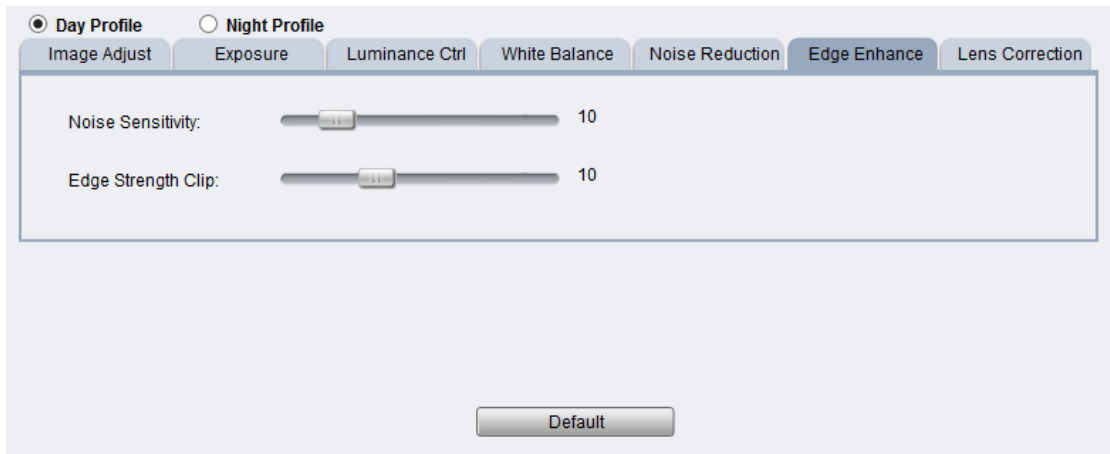 Day Profile Night Profile
Image Adjust Exposure Luminance Ctrl White Balance Noise Reduction Edge Enhance Lens Correction
Noise Sensitivity: 10
Edge Strength Clip: 10
Default